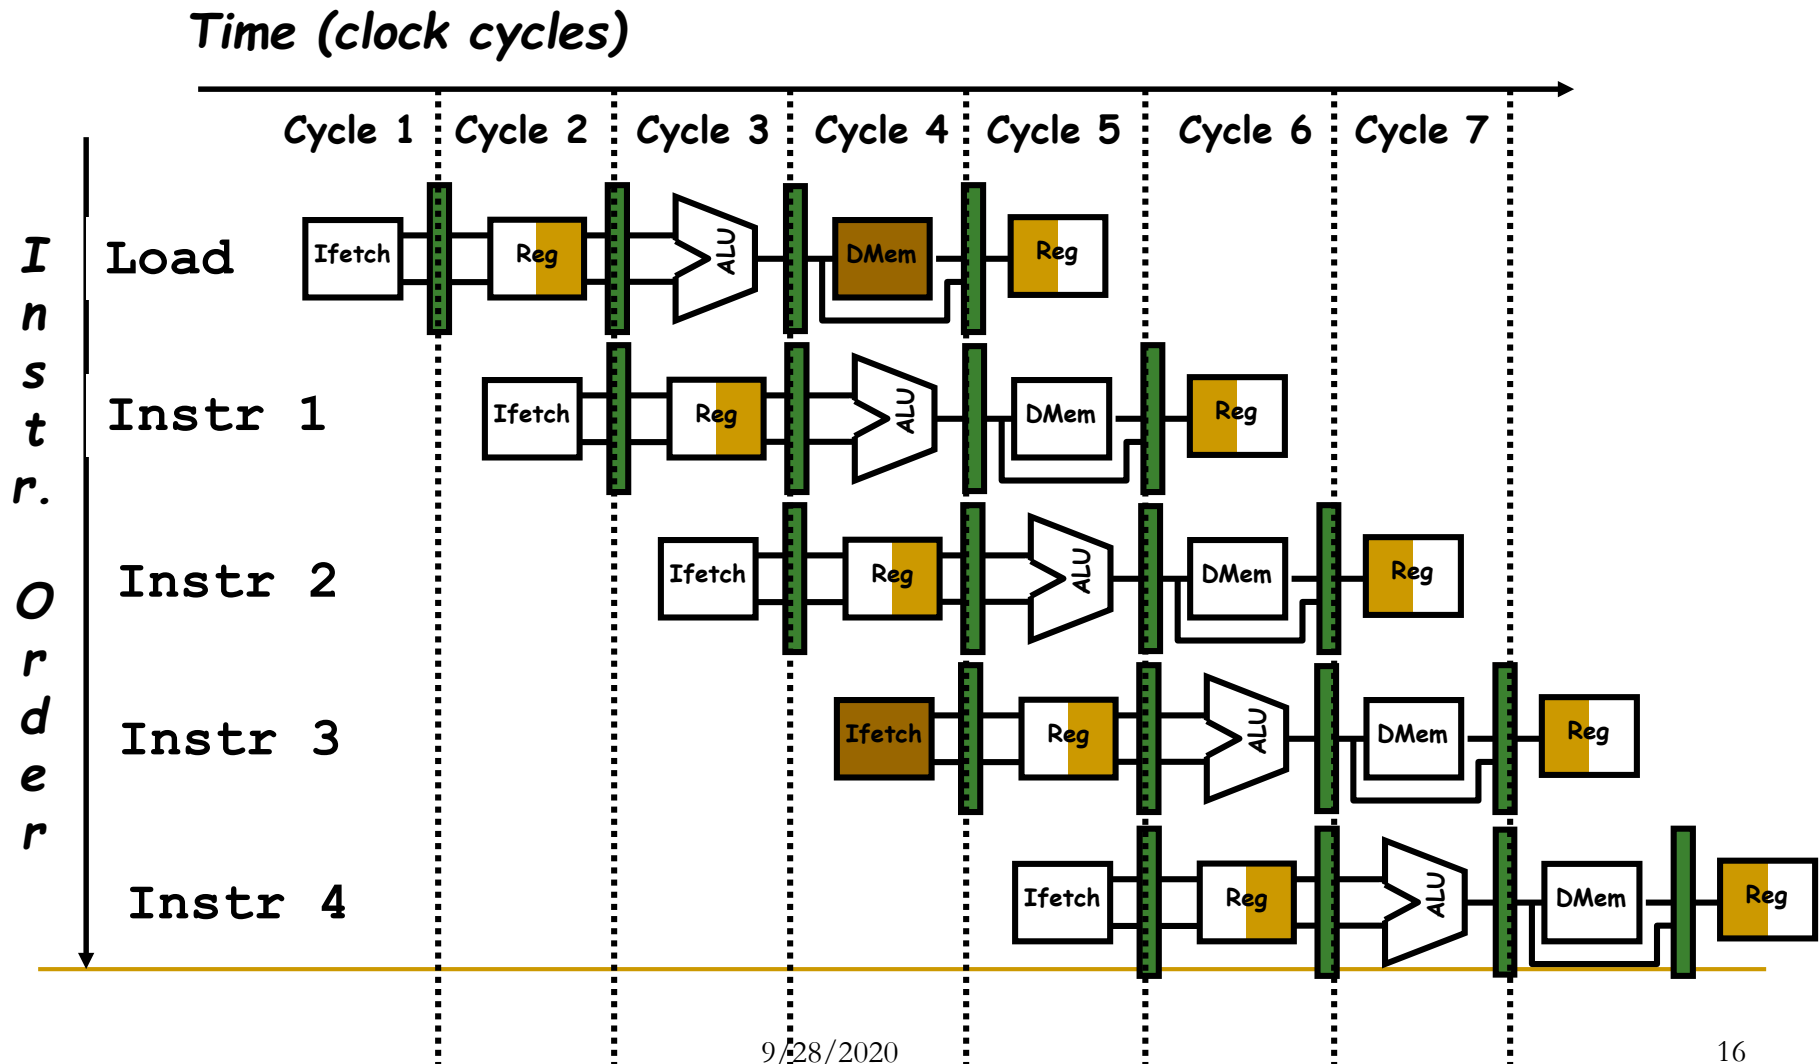 Time (clock cycles)
Cycle 1 Cycle 2 Cycle 3 Cycle 4 Cycle 5 Cycle 6 Cycle 7
Instr. Order
Load Ifetch Reg ALU DMem Reg
Instr 1 Ifetch Reg ALU DMem Reg
Instr 2 Ifetch Reg ALU DMem Reg
Instr 3 Ifetch Reg ALU DMem Reg
Instr 4 Ifetch Reg ALU DMem Reg
9/28/2020 16